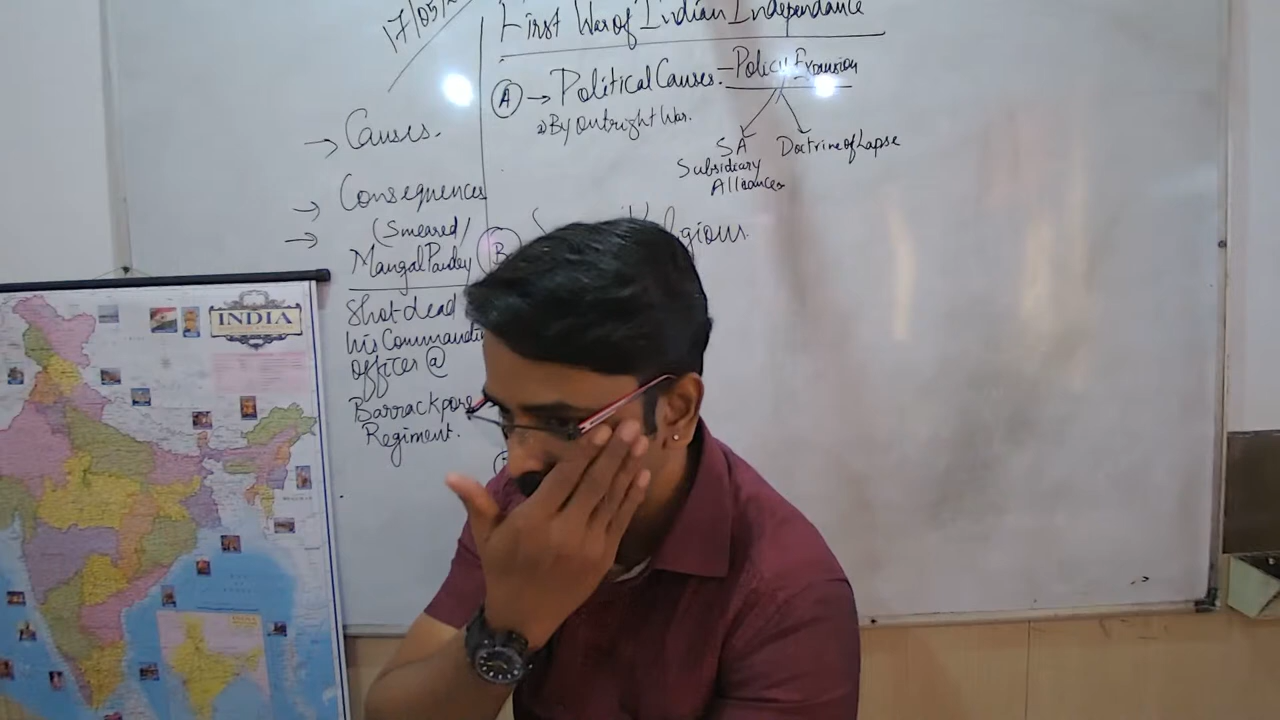 17/05/
First War of Indian Independance
A → Political Causes. – Policy Expansion
a) By Outright War.
SA
Subsidiary
Alliances
Doctrine of Lapse
→ Causes.
→ Consequences
→ (Smeared/
Mangal Pandey
Shot dead
his Commandin
officer @
Barrackpore
Regiment.
B
INDIA